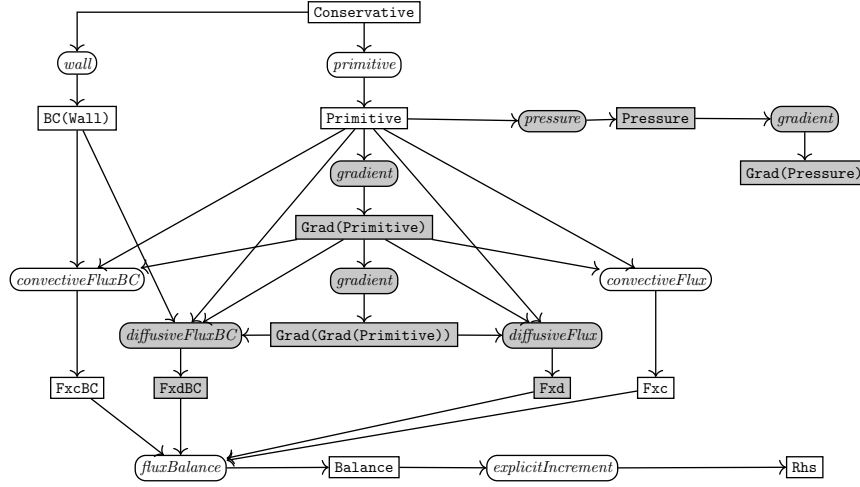 Conservative
wall
primitive
BC(Wall)
Primitive
pressure
Pressure
gradient
gradient
Grad(Pressure)
Grad(Primitive)
convectiveFluxBC
gradient
convectiveFlux
diffusiveFluxBC
Grad(Grad(Primitive))
diffusiveFlux
FxcBC
FxdBC
Fxd
Fxc
fluxBalance
Balance
explicitIncrement
Rhs